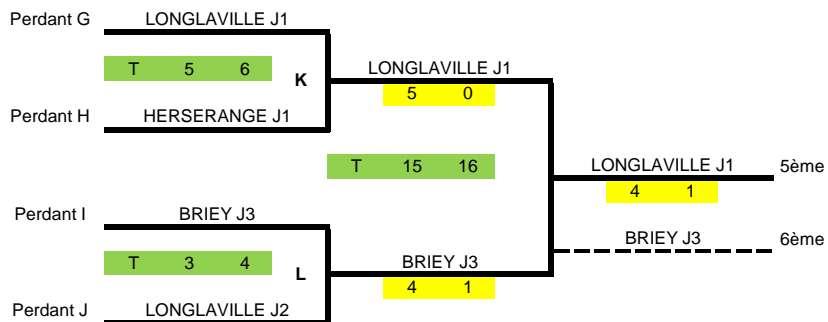 Perdant G LONGLAVILLE J1
T 5 6 K LONGLAVILLE J1
5 0
Perdant H HERSERANGE J1
T 15 16 LONGLAVILLE J1 5ème
4 1
Perdant I BRIEY J3
BRIEY J3 6ème
T 3 4 L BRIEY J3
4 1
Perdant J LONGLAVILLE J2